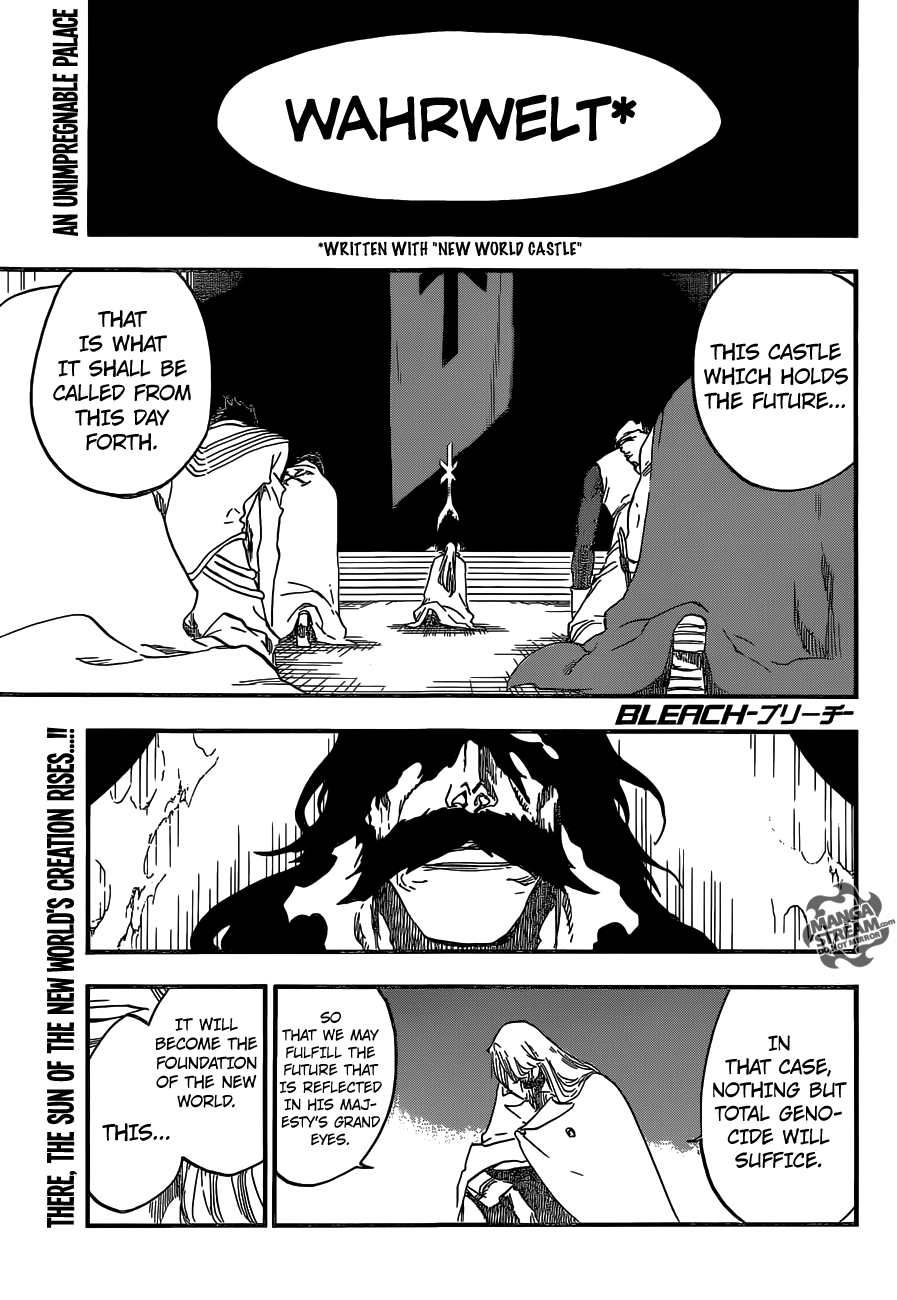 AN UNIMPREGNABLE PALACE
WAHRWELT*
*WRITTEN WITH "NEW WORLD CASTLE"
THIS CASTLE
WHICH HOLDS
THE FUTURE...
THAT
IS WHAT
IT SHALL BE
CALLED FROM
THIS DAY
FORTH.
BLEACH-ブリーチ-
THERE, THE SUN OF THE NEW WORLD'S CREATION RISES...!!
MANGA
STREAM.COM
DO NOT MIRROR
IN
THAT CASE,
NOTHING BUT
TOTAL GENO-
CIDE WILL
SUFFICE.
SO
THAT WE MAY
FULFILL THE
FUTURE THAT
IS REFLECTED
IN HIS MAJ-
ESTY'S GRAND
EYES.
IT WILL
BECOME THE
FOUNDATION
OF THE NEW
WORLD.
THIS...